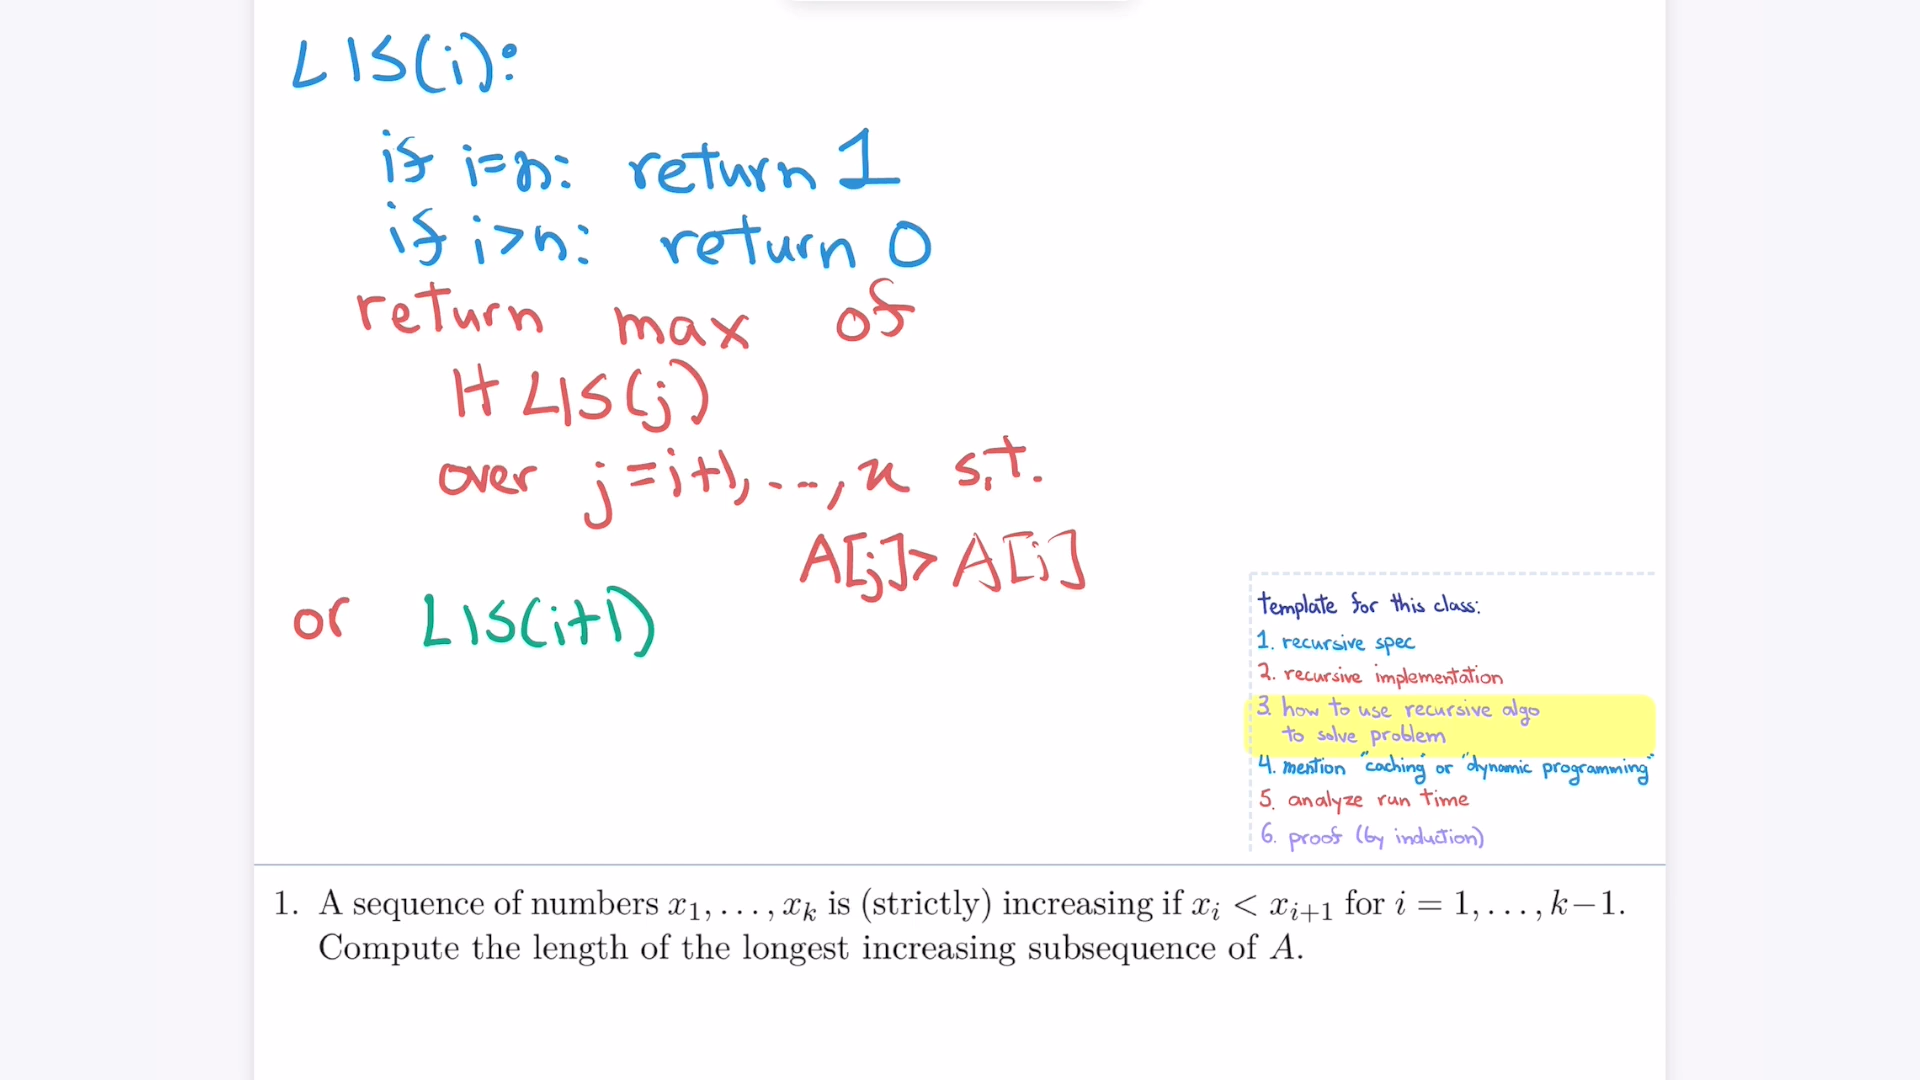 LIS(i):
if i=n: return 1
if i>n: return 0
return max of
1+ LIS(j)
over j=i+1,...,n s.t.
A[j]> A[i]
or LIS(i+1)
template for this class:
1. recursive spec
2. recursive implementation
3. how to use recursive algo
to solve problem
4. mention "caching" or "dynamic programming"
5. analyze run time
6. proof (by induction)
1. A sequence of numbers x₁, . . . , xₖ is (strictly) increasing if xᵢ < xᵢ₊₁ for i = 1, . . . , k−1.
Compute the length of the longest increasing subsequence of A.